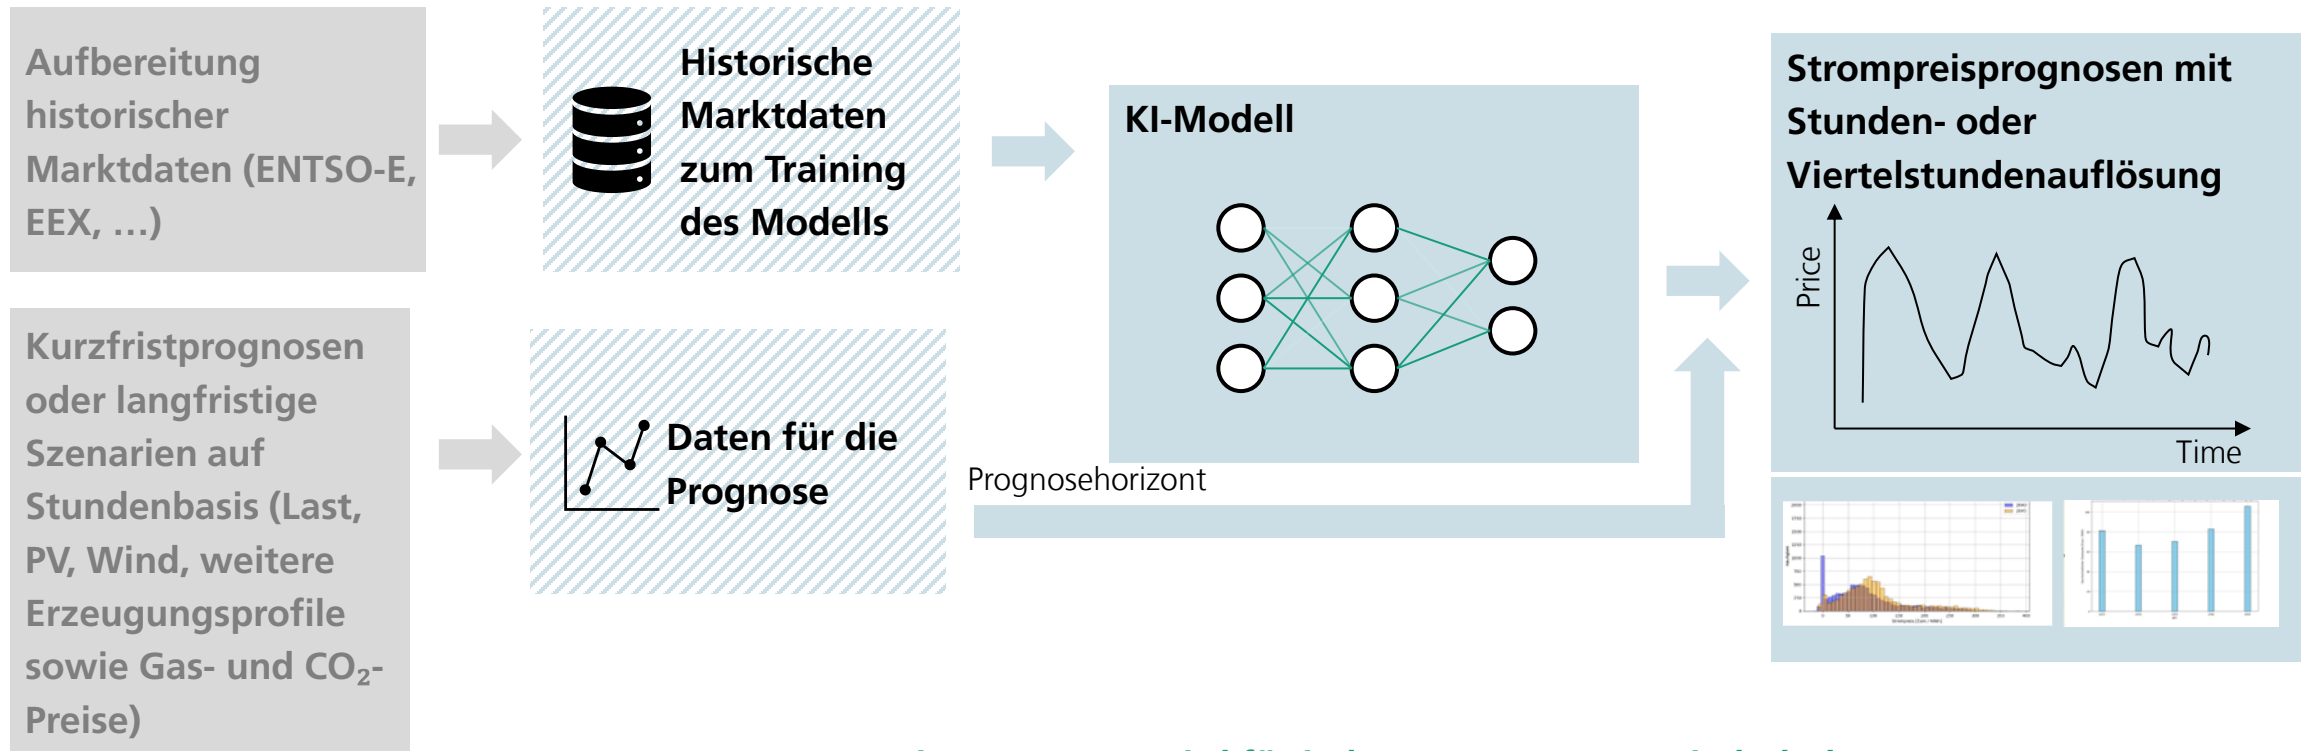 Aufbereitung
historischer
Marktdaten (ENTSO-E,
EEX, …)
Historische
Marktdaten
zum Training
des Modells
KI-Modell
Strompreisprognosen mit
Stunden- oder
Viertelstundenauflösung
Price
Time
Kurzfristprognosen
oder langfristige
Szenarien auf
Stundenbasis (Last,
PV, Wind, weitere
Erzeugungsprofile
sowie Gas- und CO₂-
Preise)
Daten für die
Prognose
Prognosehorizont